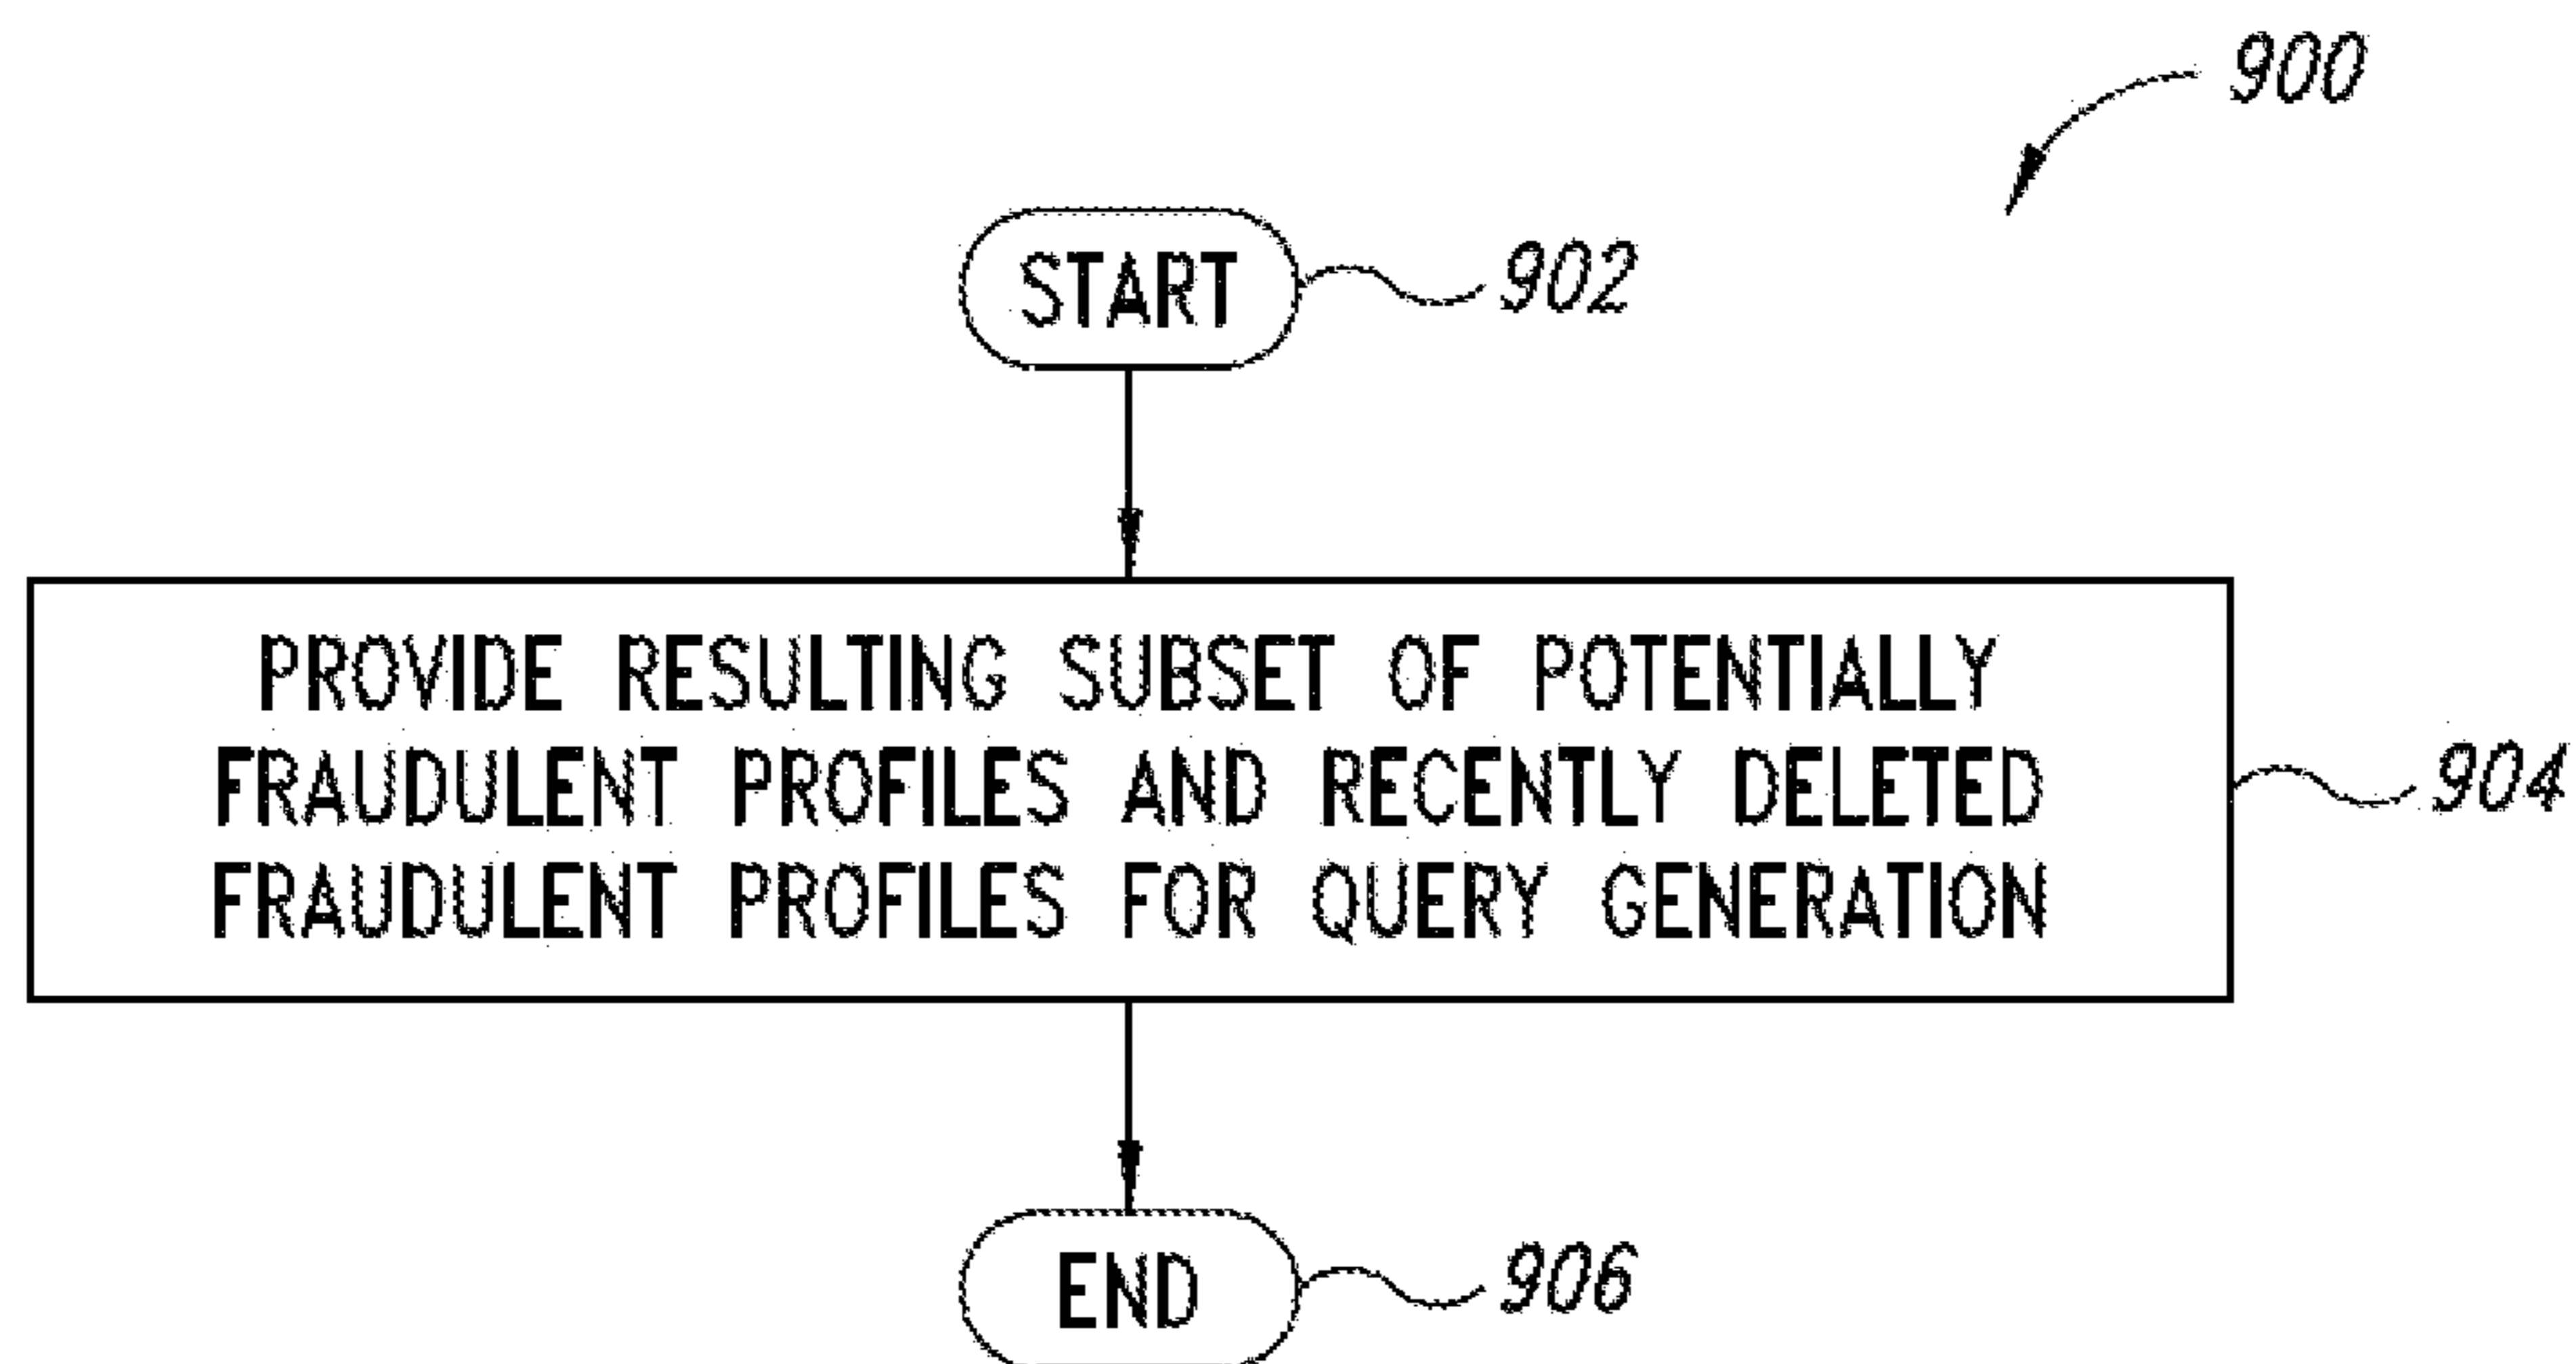 900
START 902
PROVIDE RESULTING SUBSET OF POTENTIALLY
FRAUDULENT PROFILES AND RECENTLY DELETED
904
FRAUDULENT PROFILES FOR QUERY GENERATION
END 906